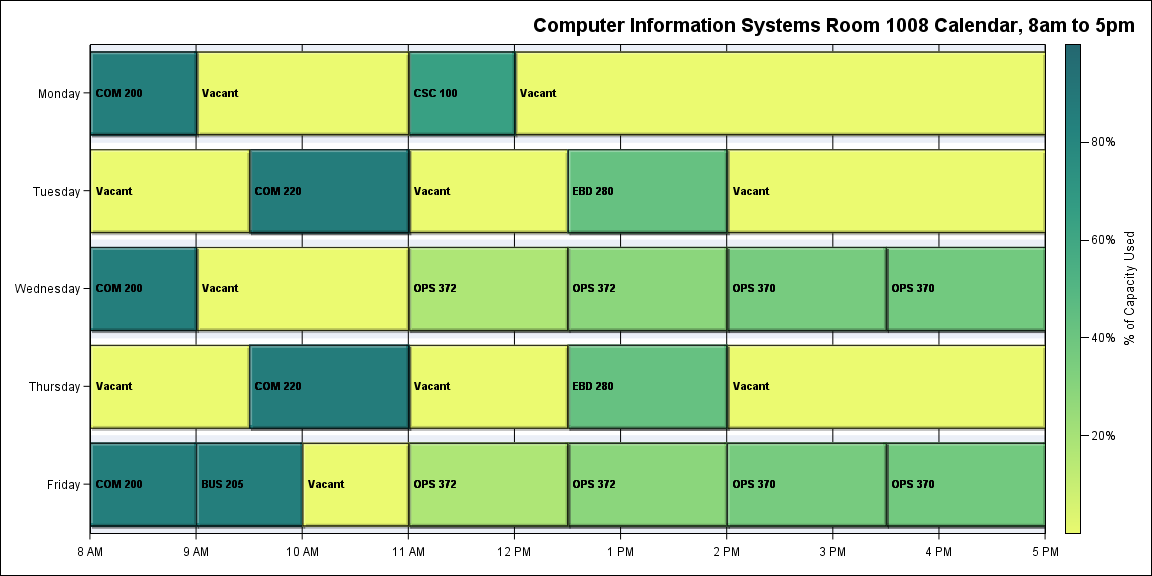 Computer Information Systems Room 1008 Calendar, 8am to 5pm
Monday
COM 200
Vacant
CSC 100
Vacant
Tuesday
Vacant
COM 220
Vacant
EBD 280
Vacant
Wednesday
COM 200
Vacant
OPS 372
OPS 372
OPS 370
OPS 370
Thursday
Vacant
COM 220
Vacant
EBD 280
Vacant
Friday
COM 200
BUS 205
Vacant
OPS 372
OPS 372
OPS 370
OPS 370
8 AM
9 AM
10 AM
11 AM
12 PM
1 PM
2 PM
3 PM
4 PM
5 PM
80%
60%
40%
20%
% of Capacity Used